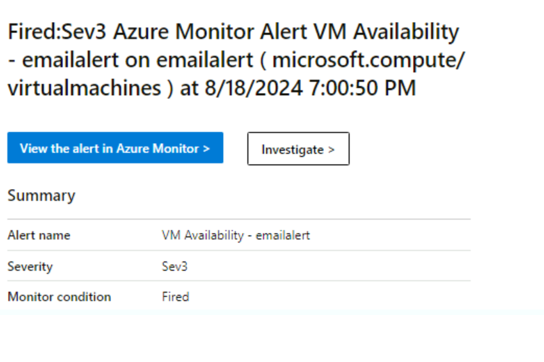 Fired:Sev3 Azure Monitor Alert VM Availability
- emailalert on emailalert ( microsoft.compute/
virtualmachines ) at 8/18/2024 7:00:50 PM
View the alert in Azure Monitor > Investigate >
Summary
Alert name VM Availability - emailalert
Severity Sev3
Monitor condition Fired